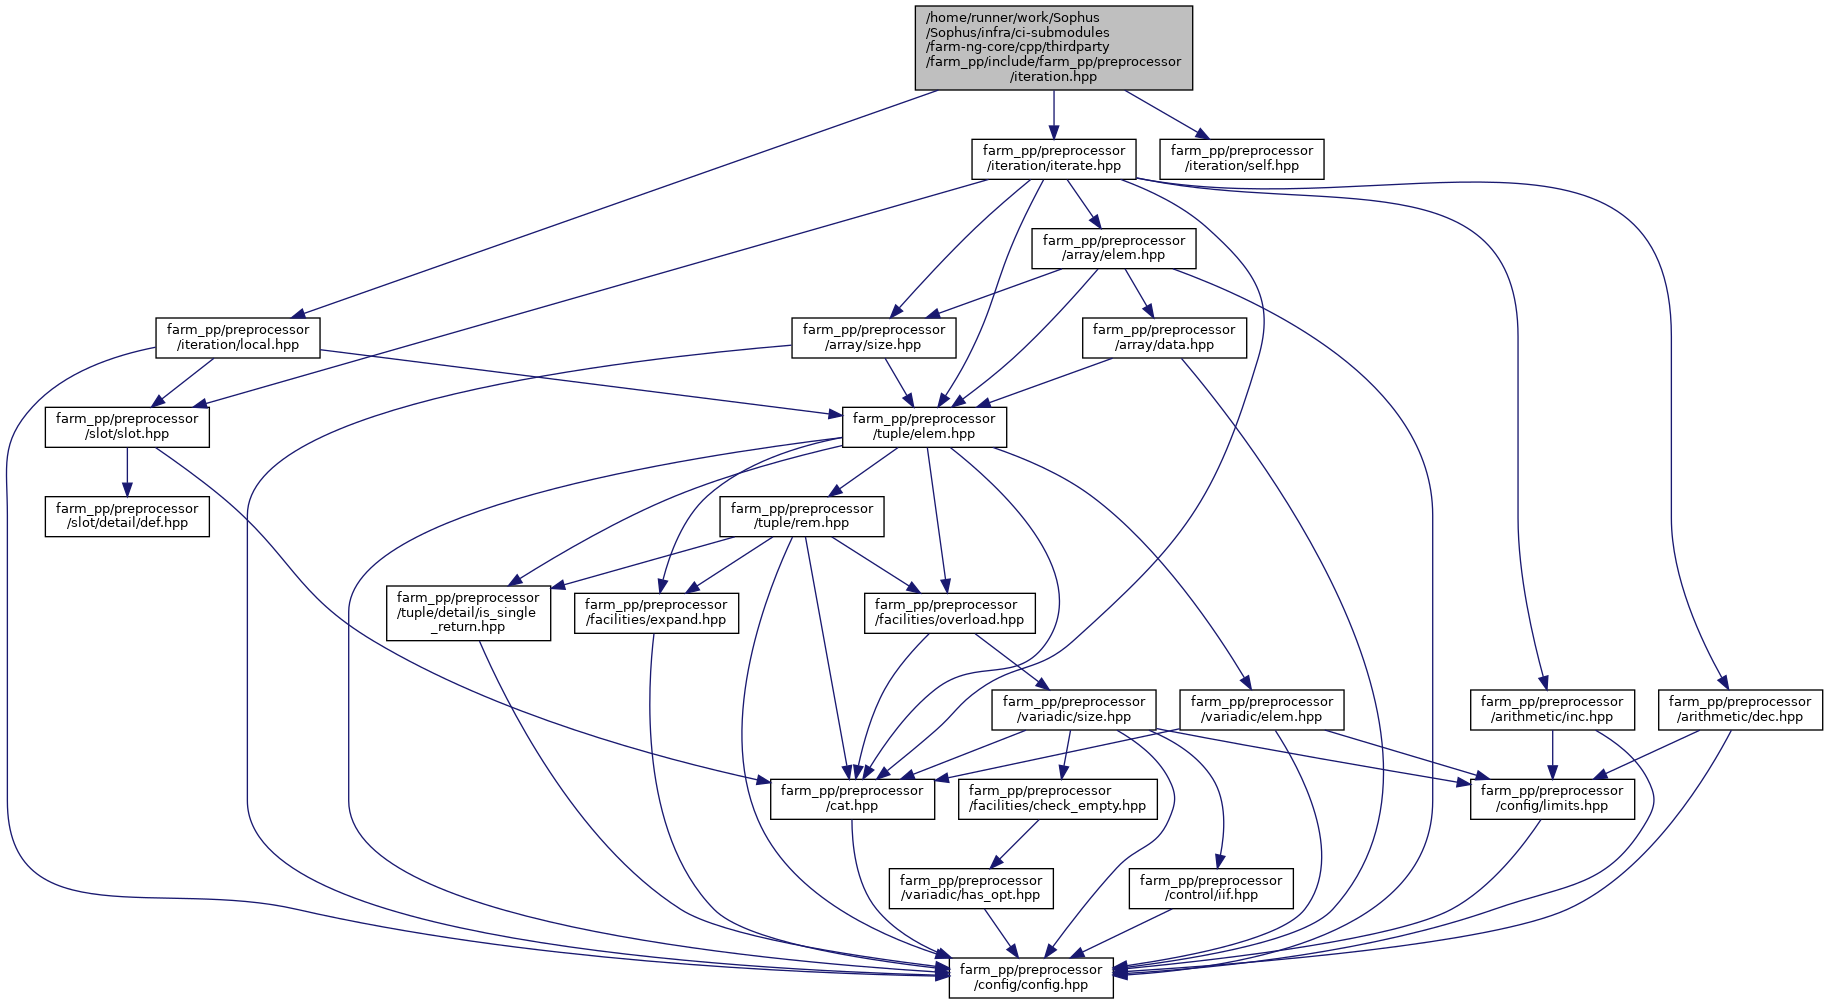 /home/runner/work/Sophus
/Sophus/infra/ci-submodules
/farm-ng-core/cpp/thirdparty
/farm_pp/include/farm_pp/preprocessor
/iteration.hpp
farm_pp/preprocessor
/iteration/iterate.hpp
farm_pp/preprocessor
/iteration/self.hpp
farm_pp/preprocessor
/array/elem.hpp
farm_pp/preprocessor
/iteration/local.hpp
farm_pp/preprocessor
/array/size.hpp
farm_pp/preprocessor
/array/data.hpp
farm_pp/preprocessor
/slot/slot.hpp
farm_pp/preprocessor
/tuple/elem.hpp
farm_pp/preprocessor
/slot/detail/def.hpp
farm_pp/preprocessor
/tuple/rem.hpp
farm_pp/preprocessor
/tuple/detail/is_single
_return.hpp
farm_pp/preprocessor
/facilities/expand.hpp
farm_pp/preprocessor
/facilities/overload.hpp
farm_pp/preprocessor
/variadic/size.hpp
farm_pp/preprocessor
/variadic/elem.hpp
farm_pp/preprocessor
/arithmetic/inc.hpp
farm_pp/preprocessor
/arithmetic/dec.hpp
farm_pp/preprocessor
/cat.hpp
farm_pp/preprocessor
/facilities/check_empty.hpp
farm_pp/preprocessor
/config/limits.hpp
farm_pp/preprocessor
/variadic/has_opt.hpp
farm_pp/preprocessor
/control/iif.hpp
farm_pp/preprocessor
/config/config.hpp